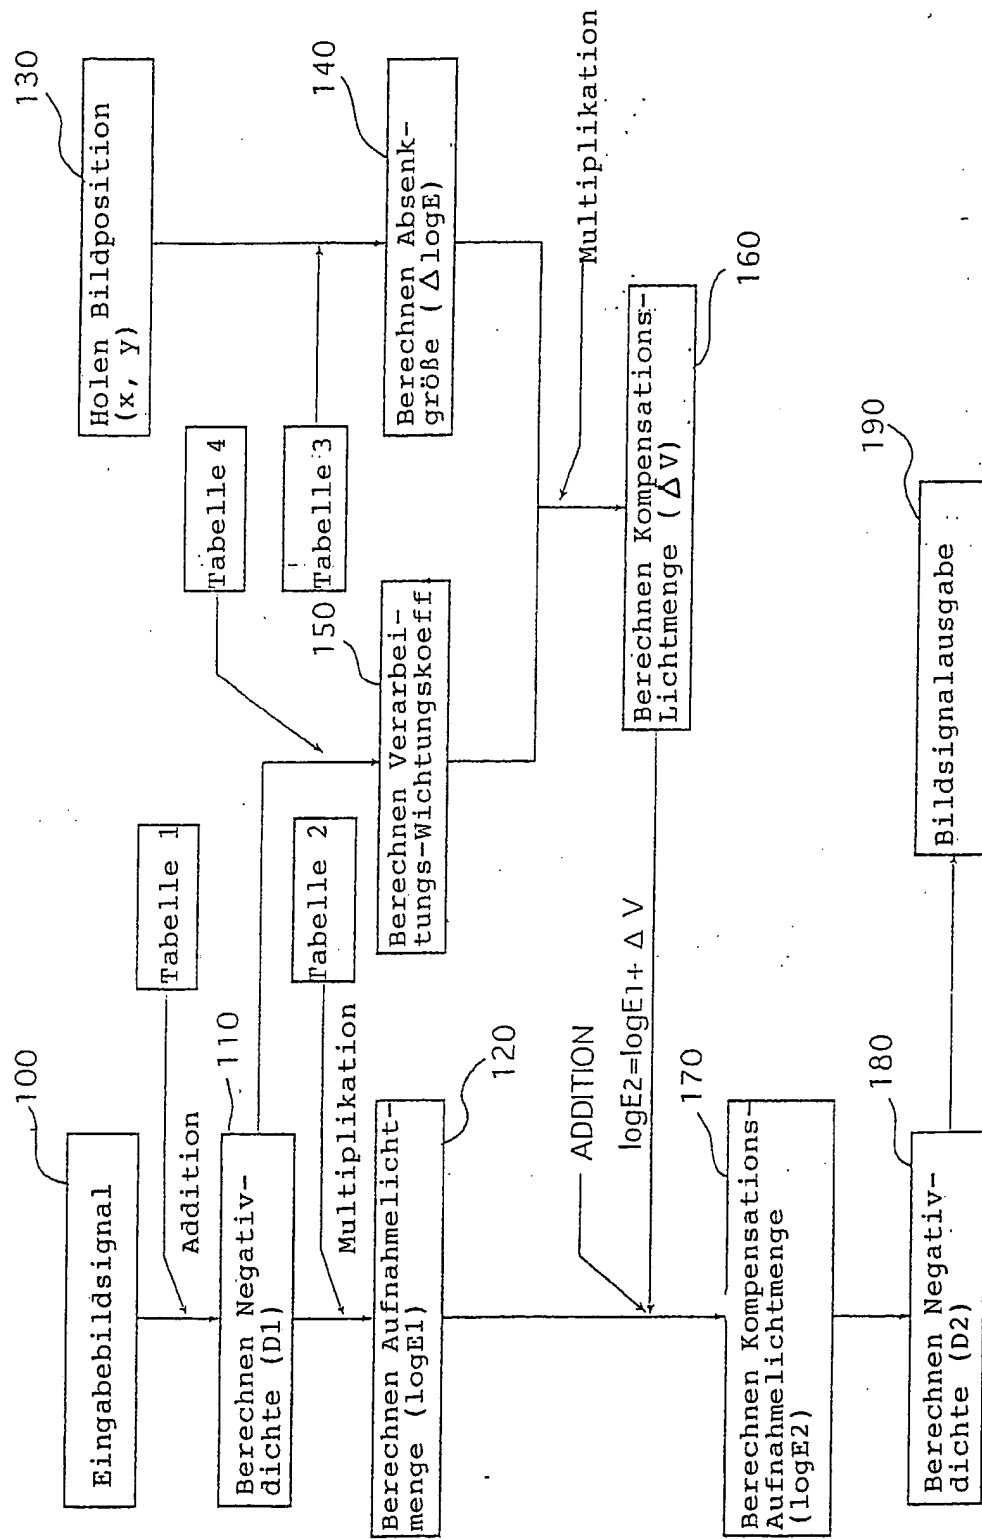 100
Eingabebildsignal
Tabelle 1
Addition
110
Berechnen Negativ-
dichte (D1)
Tabelle 2
Multiplikation
120
Berechnen Aufnahmelicht-
menge (logE1)
130
Holen Bildposition
(x, y)
Tabelle 4
Tabelle 3
140
Berechnen Absenk-
größe (ΔlogE)
150
Berechnen Verarbei-
tungs-Wichtungskoeff
Multiplikation
160
Berechnen Kompensations-
Lichtmenge (ΔV)
ADDITION
logE2=logE1+ΔV
170
Berechnen Kompensations-
Aufnahmelichtmenge
(logE2)
180
Berechnen Negativ-
dichte (D2)
190
Bildsignalausgabe